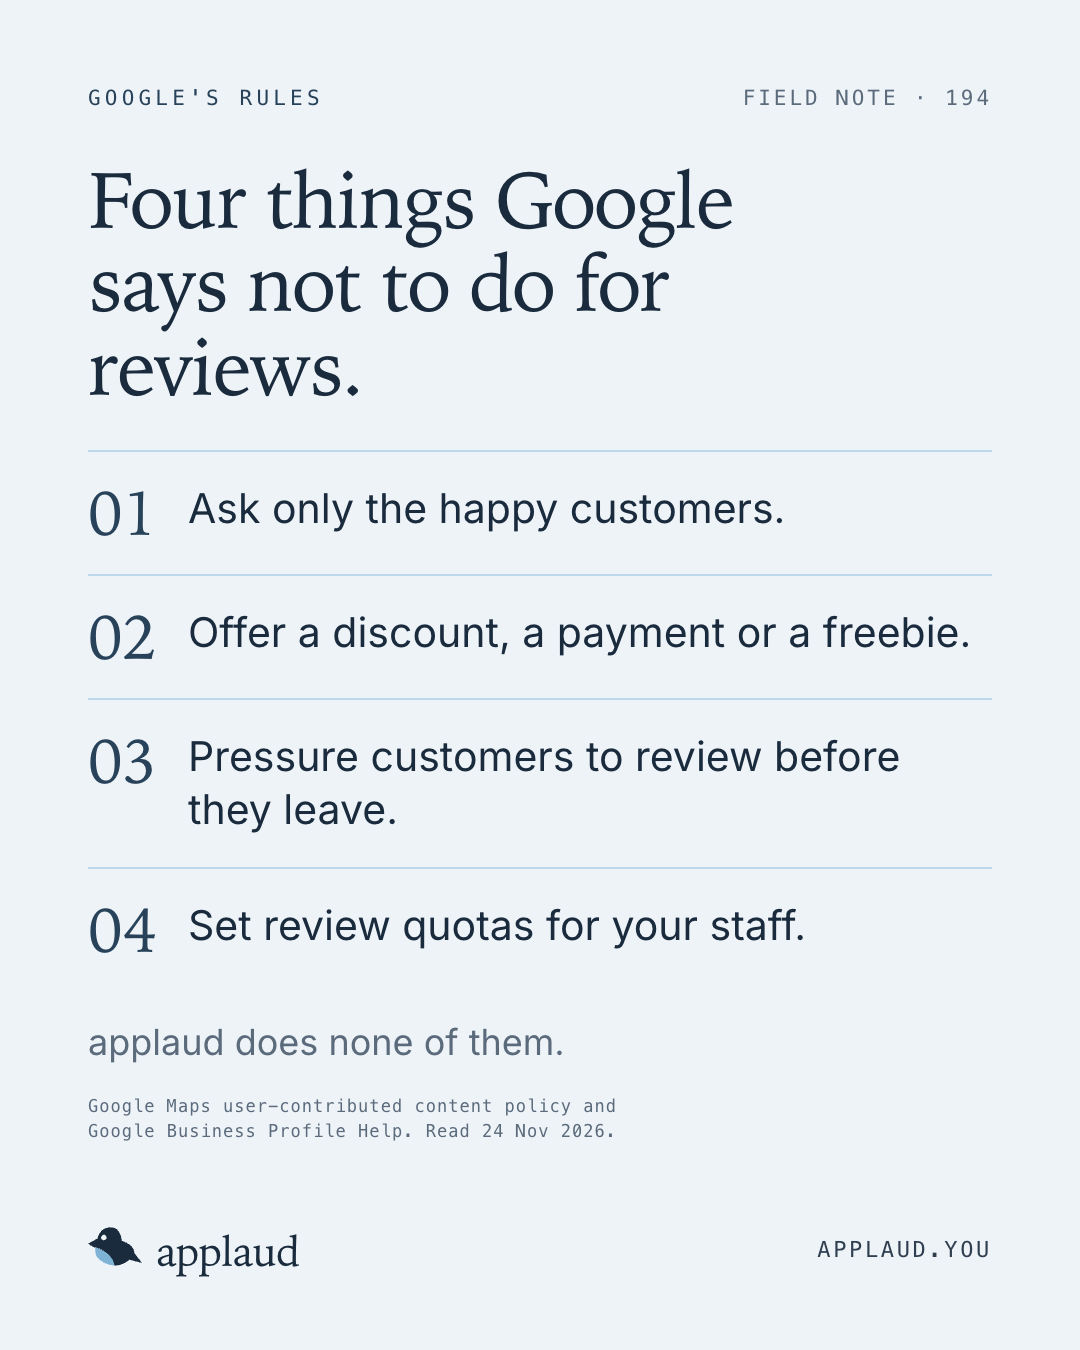 GOOGLE'S RULES
FIELD NOTE · 194
Four things Google
says not to do for
reviews.
01 Ask only the happy customers.
02 Offer a discount, a payment or a freebie.
03 Pressure customers to review before
they leave.
04 Set review quotas for your staff.
applaud does none of them.
Google Maps user-contributed content policy and
Google Business Profile Help. Read 24 Nov 2026.
applaud
APPLAUD.YOU